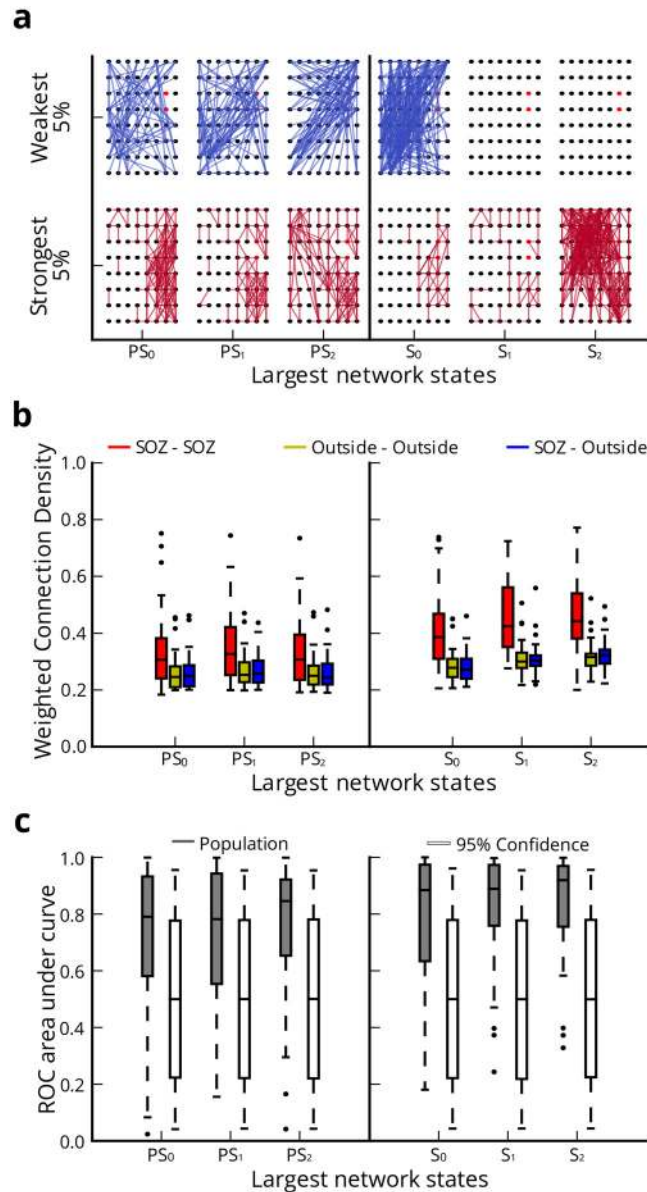 a
Weakest
5%
Strongest
5%
PS₀ PS₁ PS₂ S₀ S₁ S₂
Largest network states
b
SOZ - SOZ Outside - Outside SOZ - Outside
Weighted Connection Density
1.0
0.8
0.6
0.4
0.2
0.0
PS₀ PS₁ PS₂ S₀ S₁ S₂
Largest network states
c
Population 95% Confidence
ROC area under curve
1.0
0.8
0.6
0.4
0.2
0.0
PS₀ PS₁ PS₂ S₀ S₁ S₂
Largest network states